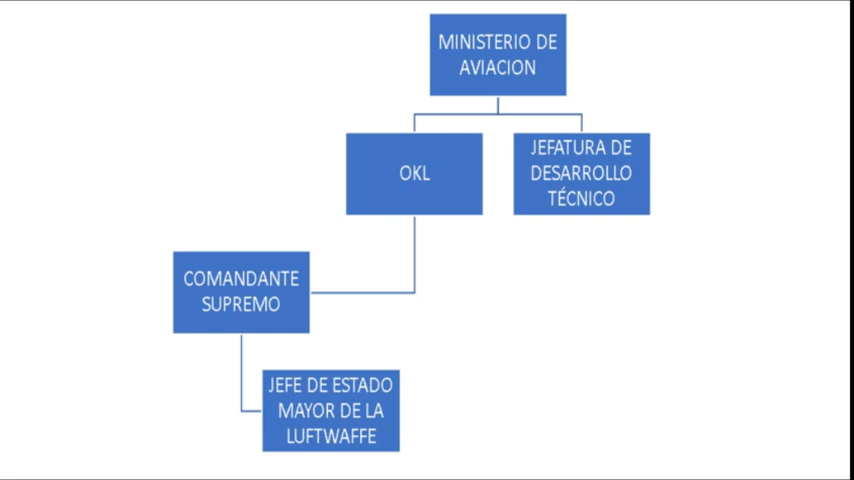 MINISTERIO DE
AVIACION
OKL
JEFATURA DE
DESARROLLO
TÉCNICO
COMANDANTE
SUPREMO
JEFE DE ESTADO
MAYOR DE LA
LUFTWAFFE